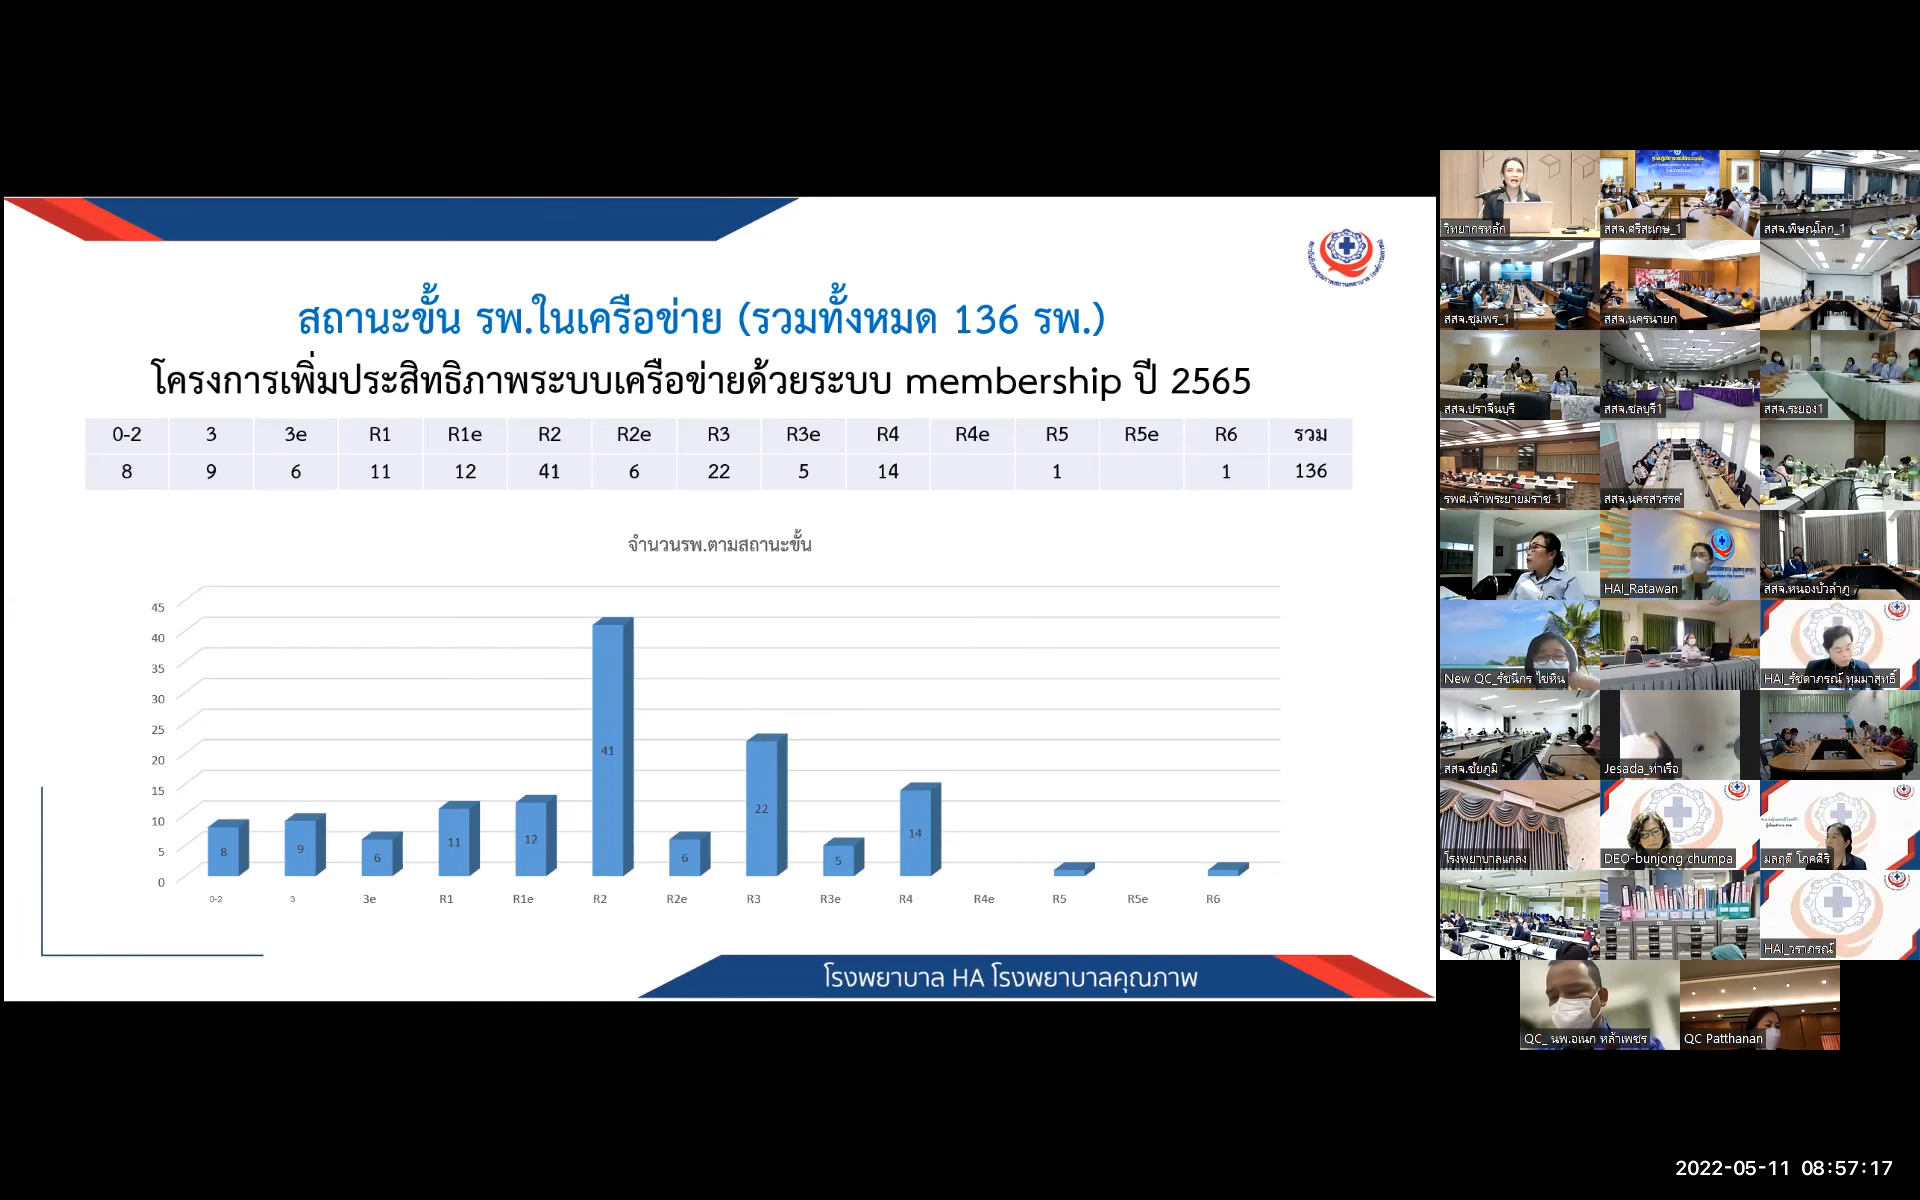 สถานะขั้น รพ.ในเครือข่าย (รวมทั้งหมด 136 รพ.)
โครงการเพิ่มประสิทธิภาพระบบเครือข่ายด้วยระบบ membership ปี 2565
0-2 3 3e R1 R1e R2 R2e R3 R3e R4 R4e R5 R5e R6 รวม
8 9 6 11 12 41 6 22 5 14 1 1 136
จำนวนรพ.ตามสถานะขั้น
45
40
35
30
25
20
15
10
5
0
8 9 6 11 12 41 6 22 5 14
0-2 3 3e R1 R1e R2 R2e R3 R3e R4 R4e R5 R5e R6
โรงพยาบาล HA โรงพยาบาลคุณภาพ
วิทยากรหลัก
สสจ.ศรีสะเกษ_1
สสจ.พิษณุโลก_1
สสจ.ชุมพร_1
สสจ.นครนายก
สสจ.ปราจีนบุรี
สสจ.ชลบุรี1
สสจ.ระยอง1
รพศ.เจ้าพระยายมราช 1
สสจ.นครสวรรค์
HAI_Ratawan
สสจ.หนองบัวลำภู
New QC_รัชนีกร ไข่หิน
HAI_รัชดาภรณ์ ทุมมาสุทธิ์
สสจ.ชัยภูมิ
Jesada_ท่าเรือ
โรงพยาบาลแกลง
DEO-bunjong chumpa
มลฤดี โภคศิริ
HAI_วราภรณ์
QC_ นพ.อเนก หล้าเพชร
QC Patthanan
2022-05-11 08:57:17